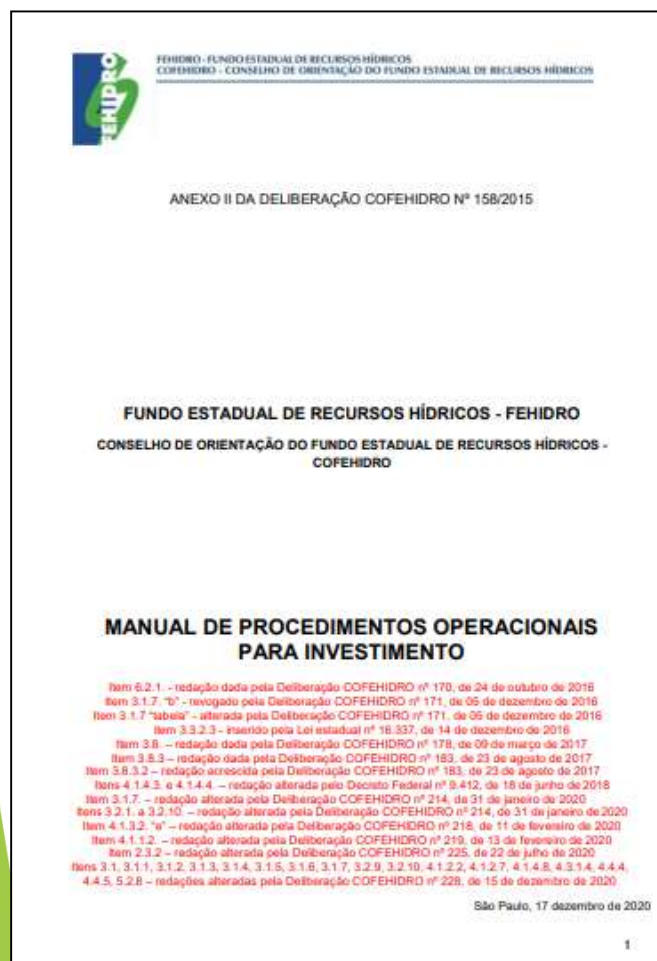 FEHIDRO
FEHIDRO - FUNDO ESTADUAL DE RECURSOS HÍDRICOS
COFEHIDRO - CONSELHO DE ORIENTAÇÃO DO FUNDO ESTADUAL DE RECURSOS HÍDRICOS
ANEXO II DA DELIBERAÇÃO COFEHIDRO Nº 158/2015
FUNDO ESTADUAL DE RECURSOS HÍDRICOS - FEHIDRO
CONSELHO DE ORIENTAÇÃO DO FUNDO ESTADUAL DE RECURSOS HÍDRICOS -
COFEHIDRO
MANUAL DE PROCEDIMENTOS OPERACIONAIS
PARA INVESTIMENTO
Item 6.2.1. - redação dada pela Deliberação COFEHIDRO nº 170, de 24 de outubro de 2016
Item 3.1.7. "b" - revogado pela Deliberação COFEHIDRO nº 171, de 05 de dezembro de 2016
Item 3.1.7 "tabela" - alterada pela Deliberação COFEHIDRO nº 171, de 05 de dezembro de 2016
Item 3.3.2.3 - inserido pela Lei estadual nº 16.337, de 14 de dezembro de 2016
Item 3.8. – redação dada pela Deliberação COFEHIDRO nº 178, de 09 de março de 2017
Item 3.8.3 – redação dada pela Deliberação COFEHIDRO nº 183, de 23 de agosto de 2017
Item 3.8.3.2 – redação acrescida pela Deliberação COFEHIDRO nº 183, de 23 de agosto de 2017
Itens 4.1.4.3. e 4.1.4.4. – redação alterada pelo Decreto Federal nº 9.412, de 18 de junho de 2018
Item 3.1.7. – redação alterada pela Deliberação COFEHIDRO nº 214, de 31 de janeiro de 2020
Itens 3.2.1. a 3.2.10. – redação alterada pela Deliberação COFEHIDRO nº 214, de 31 de janeiro de 2020
Item 4.1.3.2. "e" – redação alterada pela Deliberação COFEHIDRO nº 218, de 11 de fevereiro de 2020
Item 4.1.1.2. – redação alterada pela Deliberação COFEHIDRO nº 219, de 13 de fevereiro de 2020
Item 2.3.2 – redação alterada pela Deliberação COFEHIDRO nº 225, de 22 de julho de 2020
Itens 3.1, 3.1.1, 3.1.2, 3.1.3, 3.1.4, 3.1.5, 3.1.6, 3.1.7, 3.2.9, 3.2.10, 4.1.2.2, 4.1.2.7, 4.1.4.8, 4.3.1.4, 4.4.4,
4.4.5, 5.2.8 – redações alteradas pela Deliberação COFEHIDRO nº 228, de 15 de dezembro de 2020
São Paulo, 17 dezembro de 2020
1